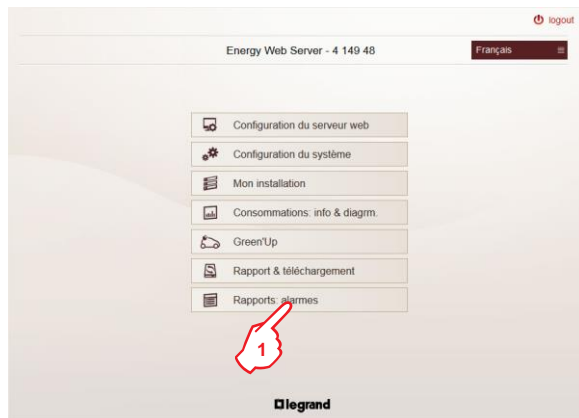 logout
Energy Web Server - 4 149 48
Français
Configuration du serveur web
Configuration du système
Mon installation
Consommations: info & diagrm.
Green'Up
Rapport & téléchargement
Rapports: alarmes
1
legrand